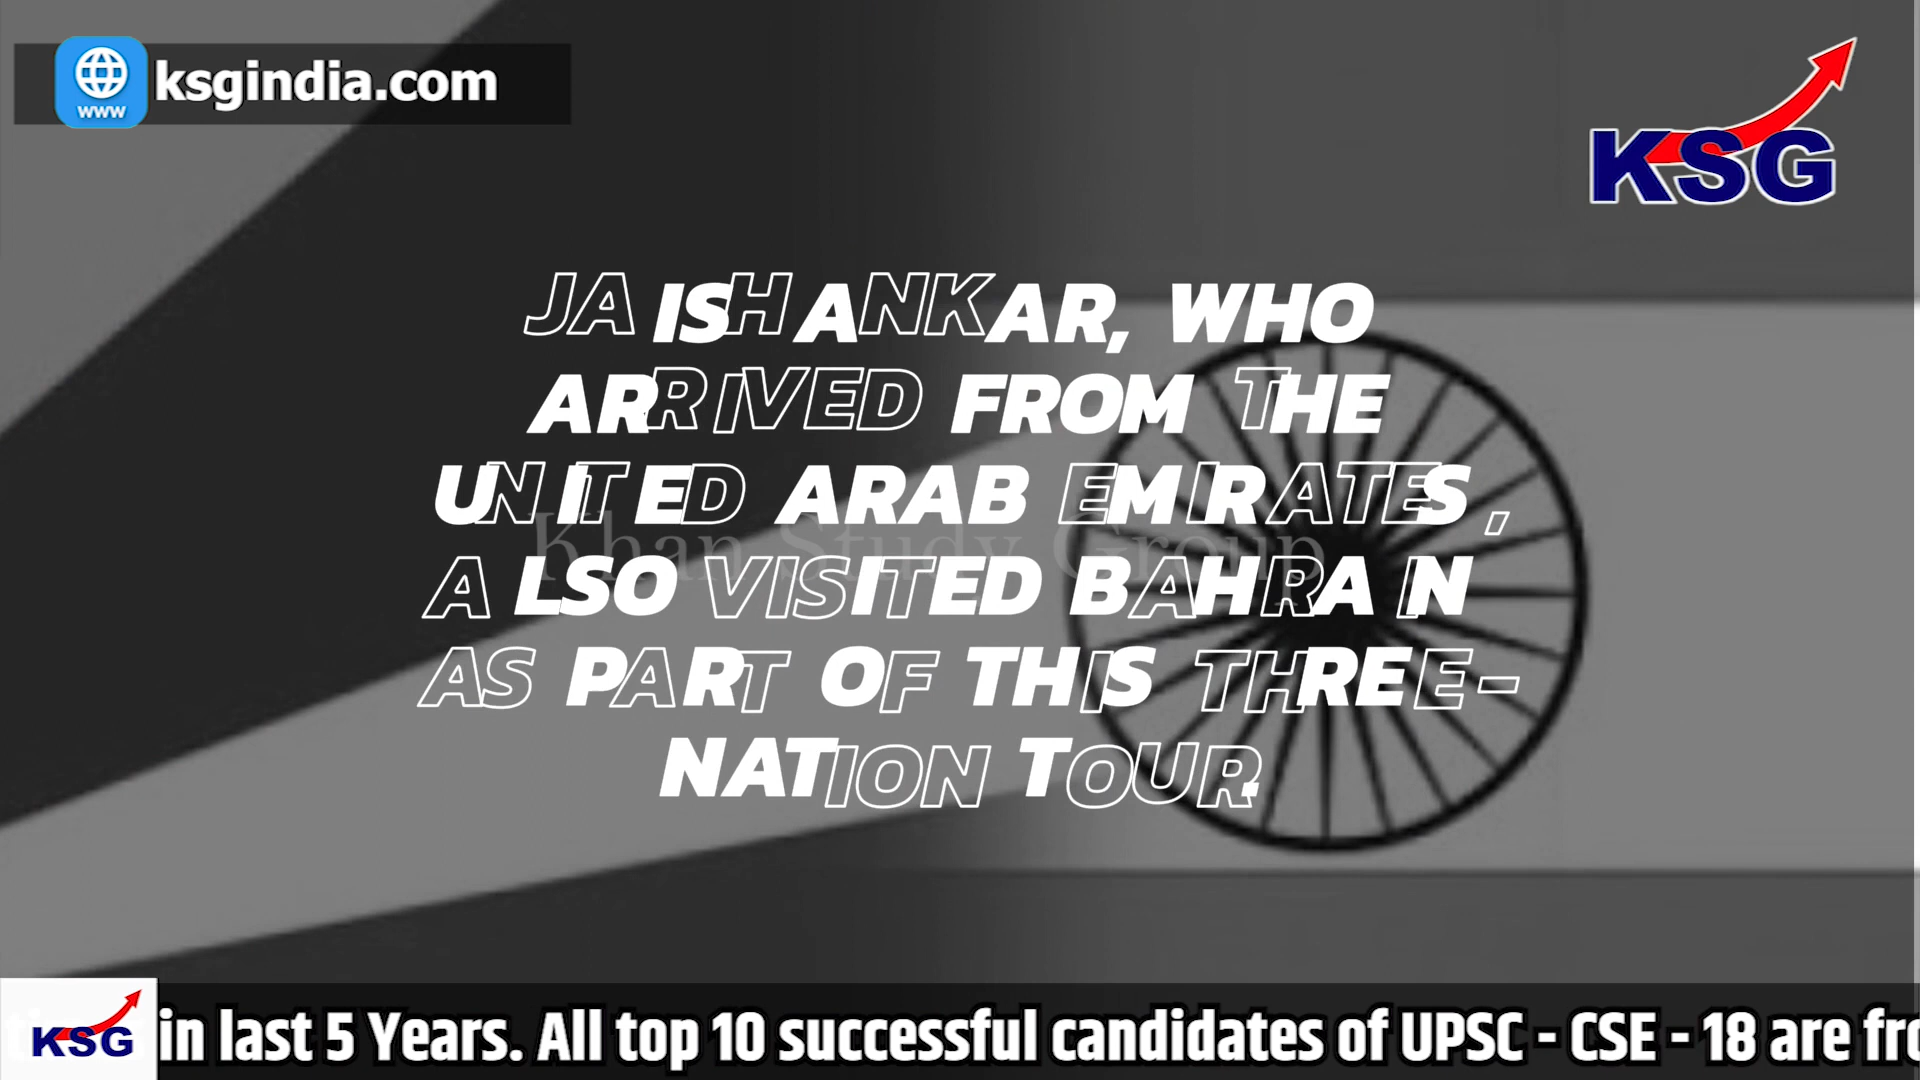 www
ksgindia.com
KSG
JAISHANKAR, WHO
ARRIVED FROM THE
UNITED ARAB EMIRATES,
ALSO VISITED BAHRAIN
AS PART OF THIS THREE-
NATION TOUR.
Khan Study Group
KSG
in last 5 Years. All top 10 successful candidates of UPSC - CSE - 18 are fro